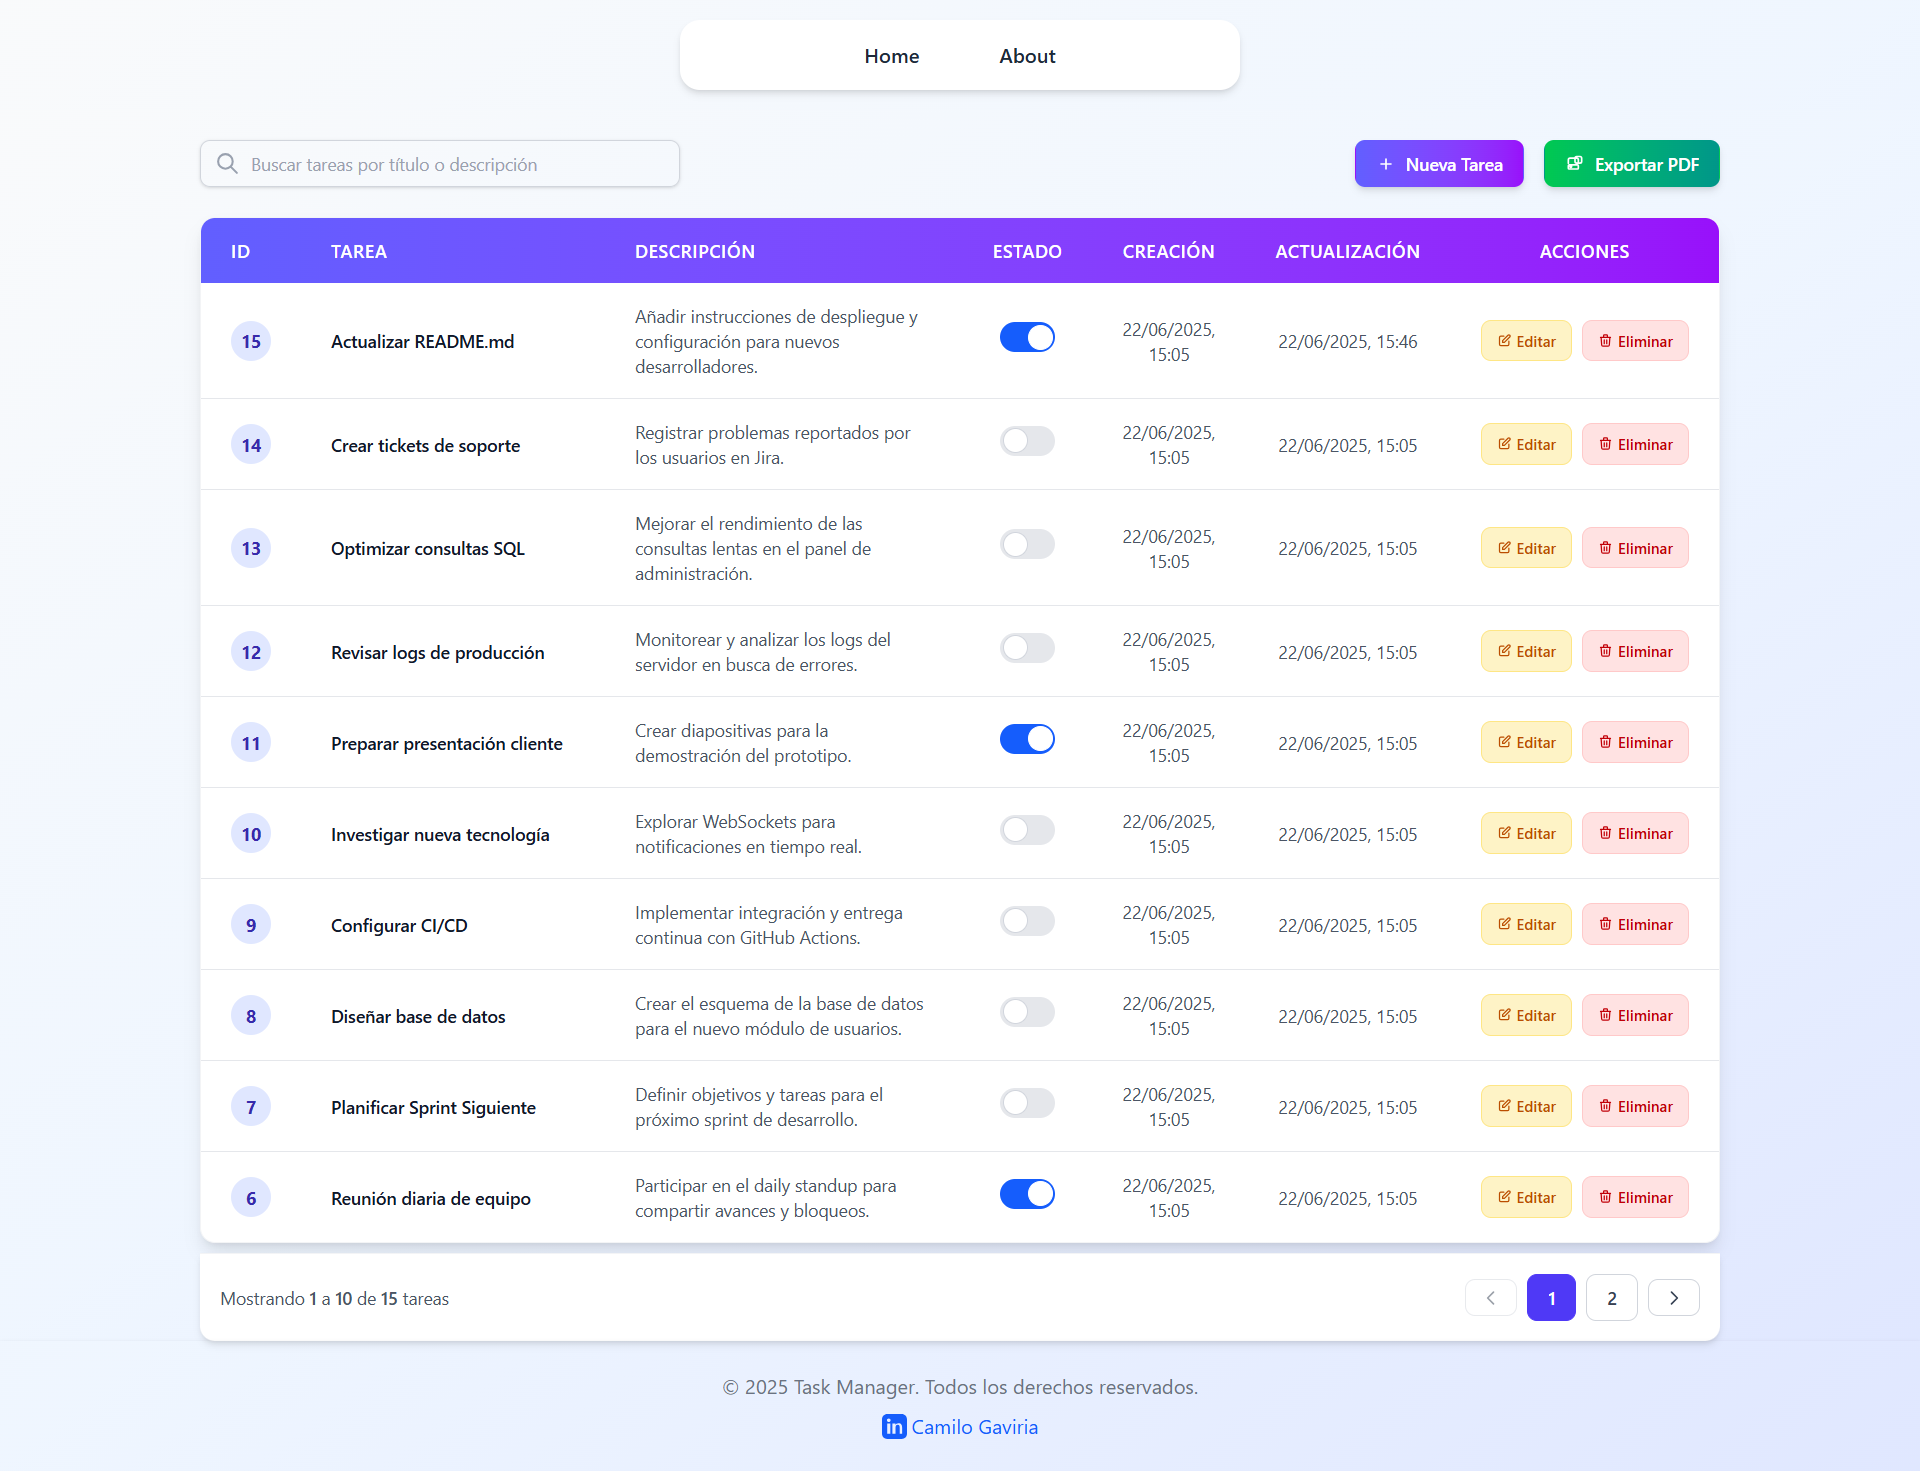 Home About
Buscar tareas por título o descripción
+ Nueva Tarea
Exportar PDF
ID TAREA DESCRIPCIÓN ESTADO CREACIÓN ACTUALIZACIÓN ACCIONES
15 Actualizar README.md
Añadir instrucciones de despliegue y
configuración para nuevos
desarrolladores.
22/06/2025,
15:05
22/06/2025, 15:46
Editar Eliminar
14 Crear tickets de soporte
Registrar problemas reportados por
los usuarios en Jira.
22/06/2025,
15:05
22/06/2025, 15:05
Editar Eliminar
13 Optimizar consultas SQL
Mejorar el rendimiento de las
consultas lentas en el panel de
administración.
22/06/2025,
15:05
22/06/2025, 15:05
Editar Eliminar
12 Revisar logs de producción
Monitorear y analizar los logs del
servidor en busca de errores.
22/06/2025,
15:05
22/06/2025, 15:05
Editar Eliminar
11 Preparar presentación cliente
Crear diapositivas para la
demostración del prototipo.
22/06/2025,
15:05
22/06/2025, 15:05
Editar Eliminar
10 Investigar nueva tecnología
Explorar WebSockets para
notificaciones en tiempo real.
22/06/2025,
15:05
22/06/2025, 15:05
Editar Eliminar
9 Configurar CI/CD
Implementar integración y entrega
continua con GitHub Actions.
22/06/2025,
15:05
22/06/2025, 15:05
Editar Eliminar
8 Diseñar base de datos
Crear el esquema de la base de datos
para el nuevo módulo de usuarios.
22/06/2025,
15:05
22/06/2025, 15:05
Editar Eliminar
7 Planificar Sprint Siguiente
Definir objetivos y tareas para el
próximo sprint de desarrollo.
22/06/2025,
15:05
22/06/2025, 15:05
Editar Eliminar
6 Reunión diaria de equipo
Participar en el daily standup para
compartir avances y bloqueos.
22/06/2025,
15:05
22/06/2025, 15:05
Editar Eliminar
Mostrando 1 a 10 de 15 tareas
1 2
© 2025 Task Manager. Todos los derechos reservados.
in Camilo Gaviria